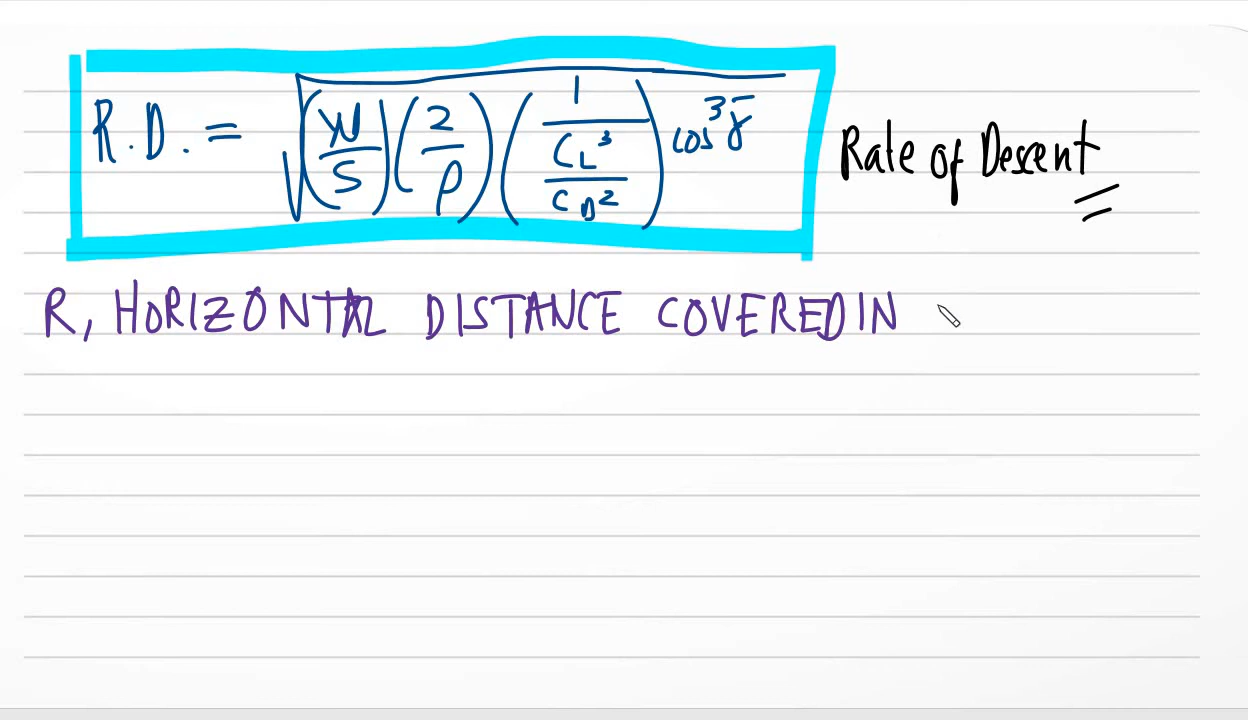 R.D. = √(W/S)(2/ρ)(1/(CL³/CD²)) cos³γ̄
Rate of Descent
R, HORIZONTAL DISTANCE COVERED IN